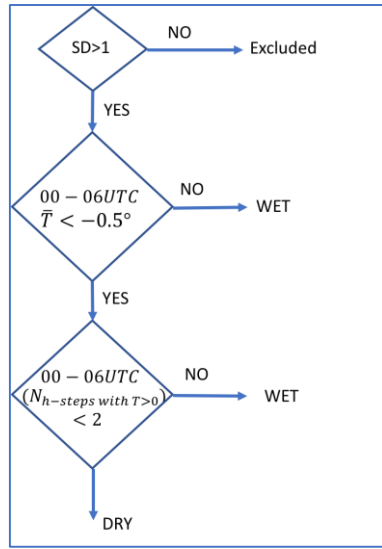 SD>1
NO
Excluded
YES
00 − 06UTC
T̅ < −0.5°
NO
WET
YES
00 − 06UTC
(N_{h−steps with T>0})
< 2
NO
WET
DRY